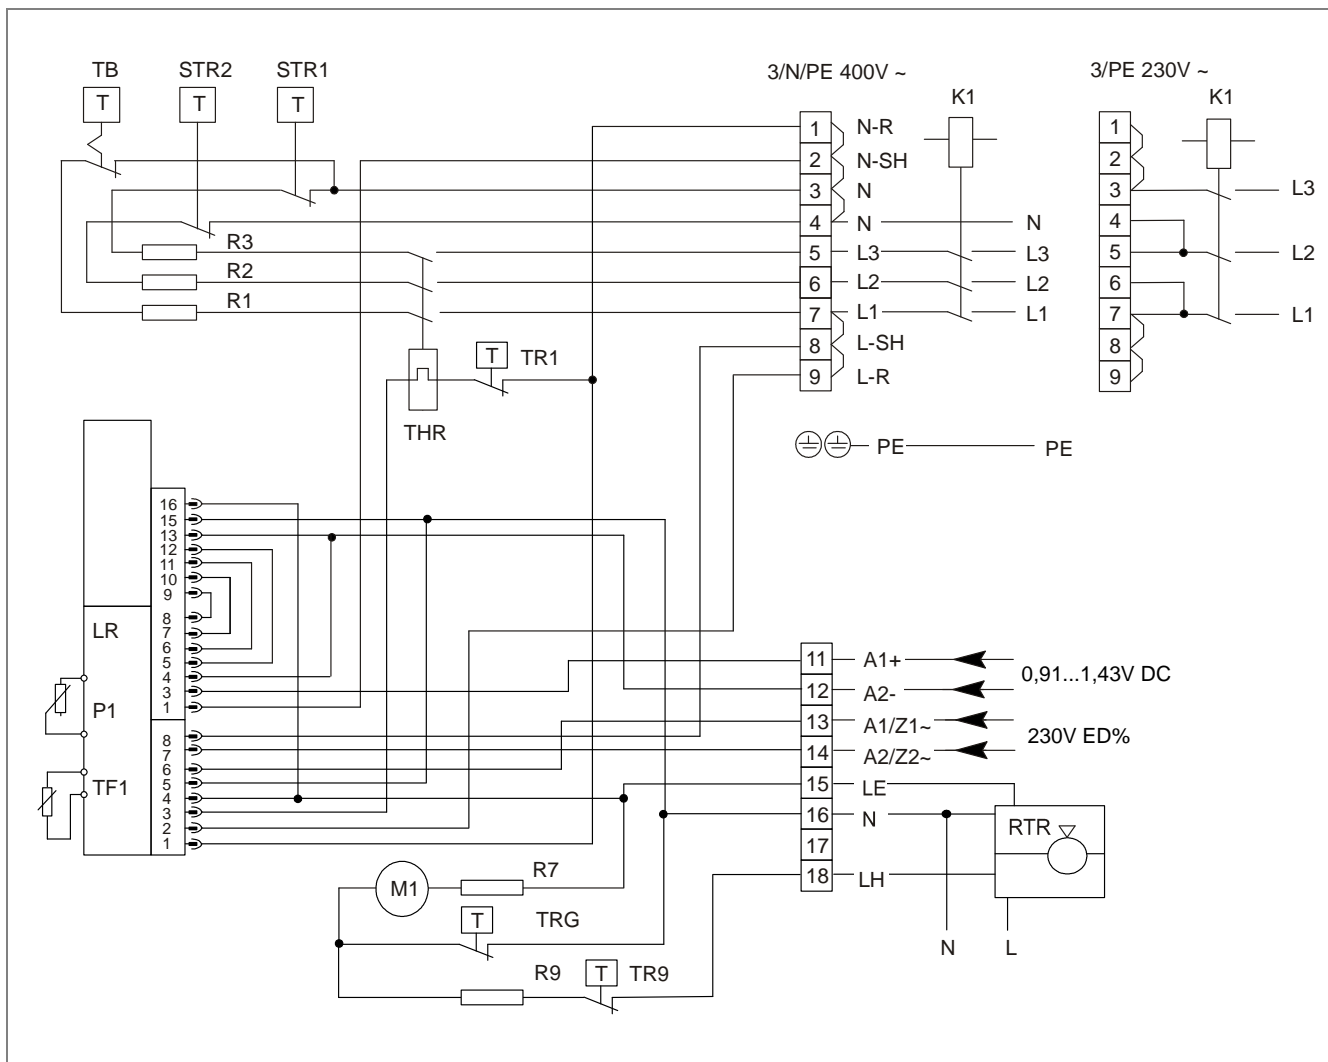 TB STR2 STR1 3/N/PE 400V ~ 3/PE 230V ~
T T T K1 K1
1 N-R 1
2 N-SH 2
3 N 3 L3
4 N N 4
R3 5 L3 L3 5 L2
R2 6 L2 L2 6
R1 7 L1 L1 7 L1
8 L-SH 8
T TR1 9 L-R 9
THR
PE PE
16
15
13
12
11
10
9
8
LR 7
6
5
4
3
P1 1
8
7
6
TF1 5
4
3
2
1
11 A1+
0,91...1,43V DC
12 A2-
13 A1/Z1~
230V ED%
14 A2/Z2~
15 LE
16 N RTR
17
18 LH
M1 R7
T TRG N L
R9 T TR9